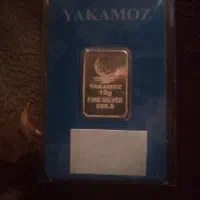 YAKAMOZ
YAKAMOZ
10g
FINE SILVER
999.9